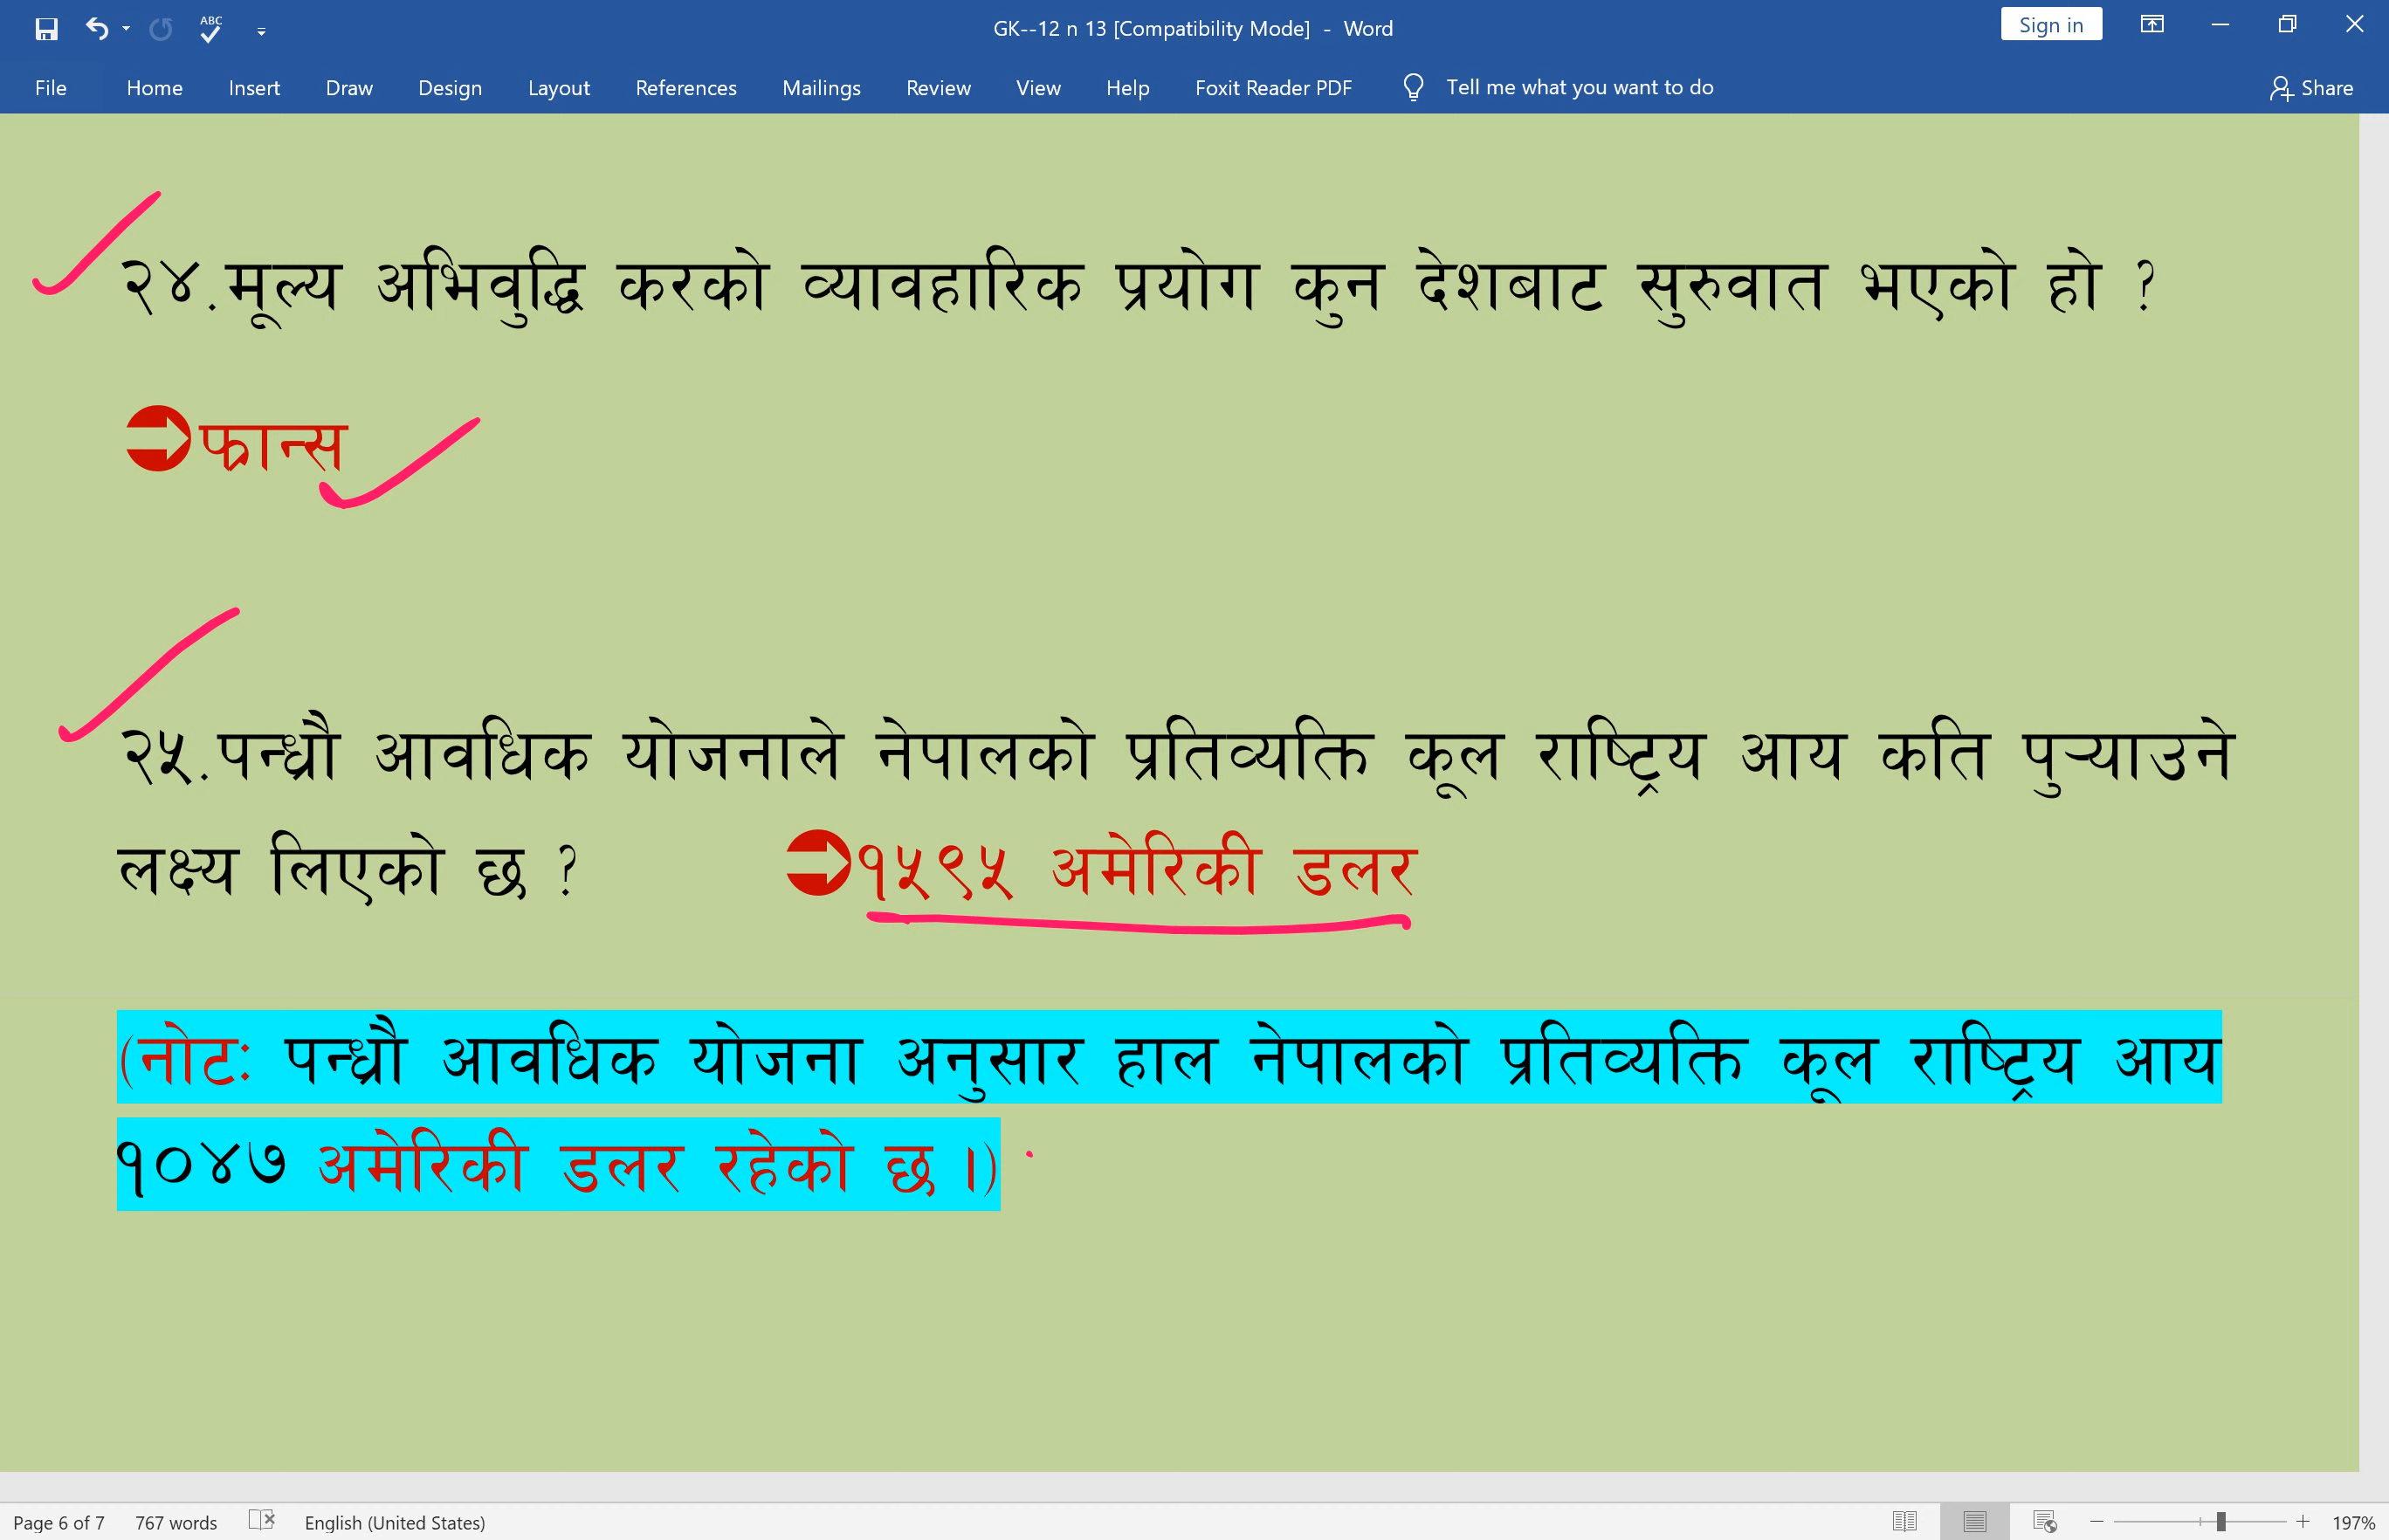 ABC
GK--12 n 13 [Compatibility Mode] - Word
Sign in
File Home Insert Draw Design Layout References Mailings Review View Help Foxit Reader PDF Tell me what you want to do Share
२४.मूल्य अभिवुद्धि करको व्यावहारिक प्रयोग कुन देशबाट सुरुवात भएको हो ?
फ्रान्स
२५.पन्ध्रौ आवधिक योजनाले नेपालको प्रतिव्यक्ति कूल राष्ट्रिय आय कति पुर्‍याउने
लक्ष्य लिएको छ ? १५९५ अमेरिकी डलर
(नोटः पन्ध्रौ आवधिक योजना अनुसार हाल नेपालको प्रतिव्यक्ति कूल राष्ट्रिय आय
१०४७ अमेरिकी डलर रहेको छ ।)
Page 6 of 7 767 words English (United States) 197%